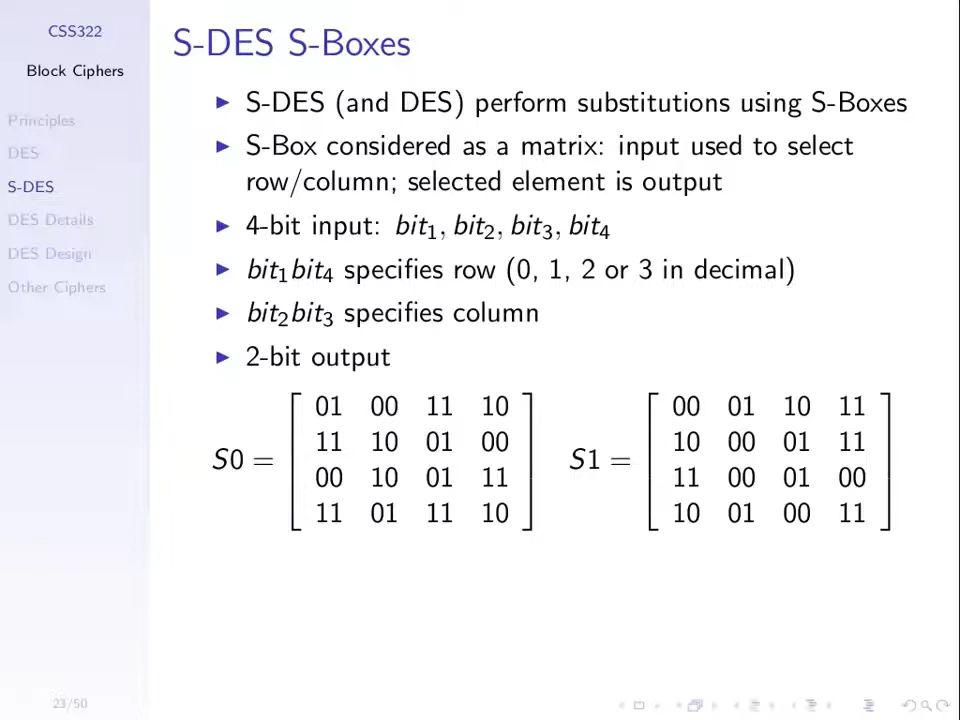 CSS322
Block Ciphers
Principles
DES
S-DES
DES Details
DES Design
Other Ciphers
23/50
S-DES S-Boxes
S-DES (and DES) perform substitutions using S-Boxes
S-Box considered as a matrix: input used to select
row/column; selected element is output
4-bit input: bit₁, bit₂, bit₃, bit₄
bit₁bit₄ specifies row (0, 1, 2 or 3 in decimal)
bit₂bit₃ specifies column
2-bit output
S0 =
01 00 11 10
11 10 01 00
00 10 01 11
11 01 11 10
S1 =
00 01 10 11
10 00 01 11
11 00 01 00
10 01 00 11